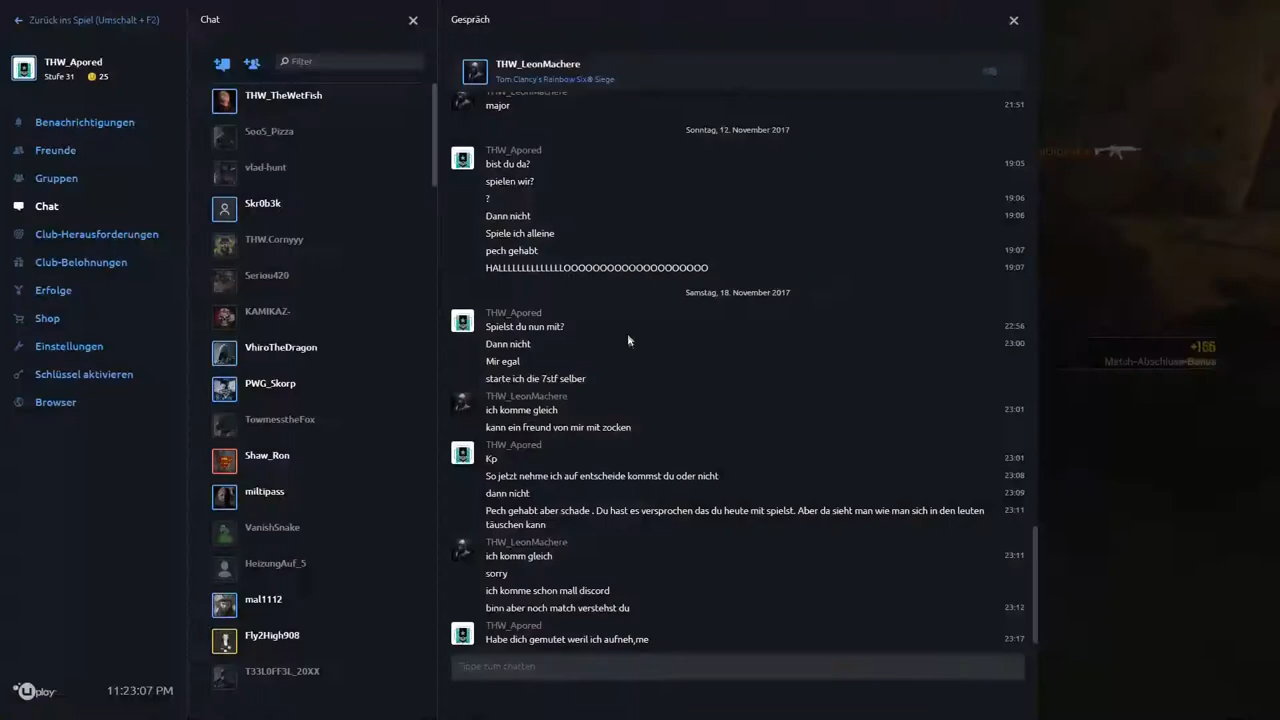 Zurück ins Spiel (Umschalt + F2)
THW_Apored
Stufe 31
25
Benachrichtigungen
Freunde
Gruppen
Chat
Club-Herausforderungen
Club-Belohnungen
Erfolge
Shop
Einstellungen
Schlüssel aktivieren
Browser
uplay
11:23:07 PM
Chat
Filter
THW_TheWetFish
SooS_Pizza
vlad-hunt
Skr0b3k
THW.Cornyyy
Seriou420
KAMIKAZ-
VhiroTheDragon
PWG_Skorp
TowmesstheFox
Shaw_Ron
miltipass
VanishSnake
HeizungAuf_5
mal1112
Fly2High908
T33L0FF3L_20XX
Gespräch
THW_LeonMachere
Tom Clancy's Rainbow Six® Siege
THW_LeonMachere
major 21:51
Sonntag, 12. November 2017
THW_Apored
bist du da? 19:05
spielen wir?
? 19:06
Dann nicht 19:06
Spiele ich alleine
pech gehabt 19:07
HALLLLLLLLLLLLLLOOOOOOOOOOOOOOOOOOOO 19:07
Samstag, 18. November 2017
THW_Apored
Spielst du nun mit? 22:56
Dann nicht 23:00
Mir egal
starte ich die 7stf selber
THW_LeonMachere
ich komme gleich 23:01
kann ein freund von mir mit zocken
THW_Apored
Kp 23:01
So jetzt nehme ich auf entscheide kommst du oder nicht 23:08
dann nicht 23:09
Pech gehabt aber schade . Du hast es versprochen das du heute mit spielst. Aber da sieht man wie man sich in den leuten 23:11
täuschen kann
THW_LeonMachere
ich komm gleich 23:11
sorry
ich komme schon mall discord
binn aber noch match verstehst du 23:12
THW_Apored
Habe dich gemutet weril ich aufneh,me 23:17
Tippe zum chatten
+166
Match-Abschluss-Bonus